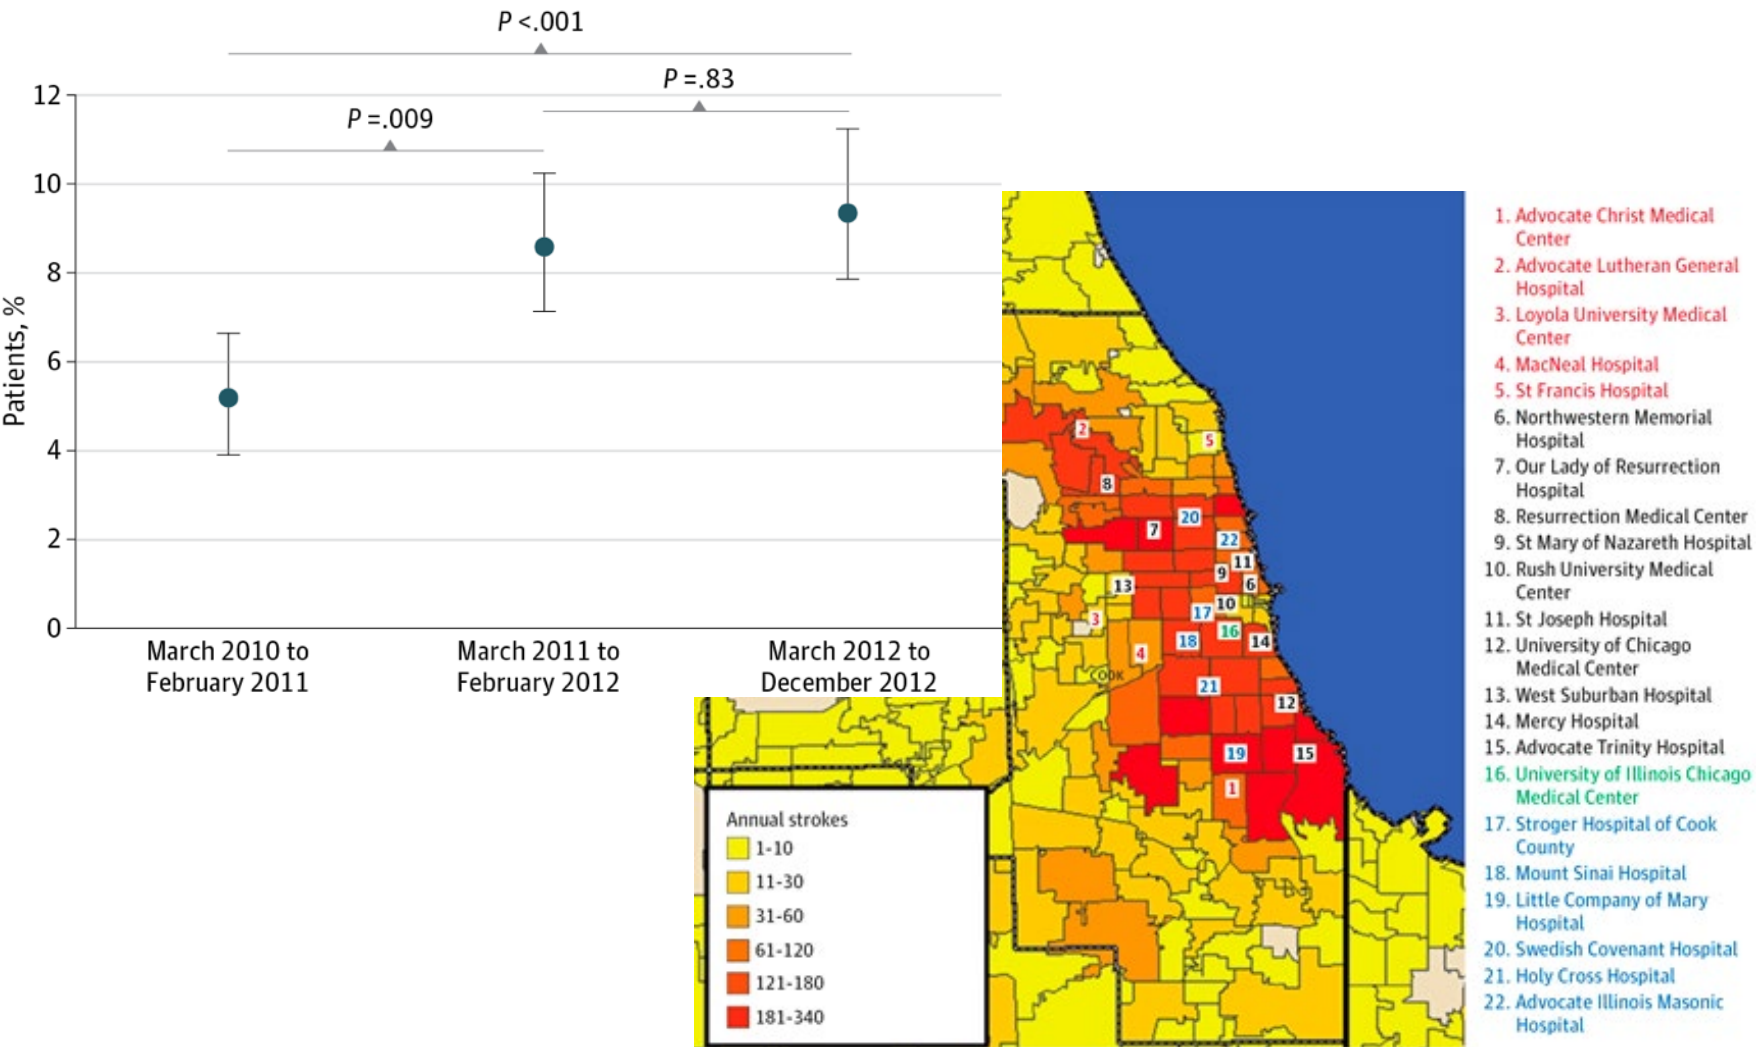 P <.001
P =.83
P =.009
12
10
8
6
4
2
0
Patients, %
March 2010 to
February 2011
March 2011 to
February 2012
March 2012 to
December 2012
2
5
8
20
7
22
11
9
6
13
10
17
3
16
18
14
4
COOK
21
12
19
15
1
Annual strokes
1-10
11-30
31-60
61-120
121-180
181-340
1. Advocate Christ Medical
Center
2. Advocate Lutheran General
Hospital
3. Loyola University Medical
Center
4. MacNeal Hospital
5. St Francis Hospital
6. Northwestern Memorial
Hospital
7. Our Lady of Resurrection
Hospital
8. Resurrection Medical Center
9. St Mary of Nazareth Hospital
10. Rush University Medical
Center
11. St Joseph Hospital
12. University of Chicago
Medical Center
13. West Suburban Hospital
14. Mercy Hospital
15. Advocate Trinity Hospital
16. University of Illinois Chicago
Medical Center
17. Stroger Hospital of Cook
County
18. Mount Sinai Hospital
19. Little Company of Mary
Hospital
20. Swedish Covenant Hospital
21. Holy Cross Hospital
22. Advocate Illinois Masonic
Hospital